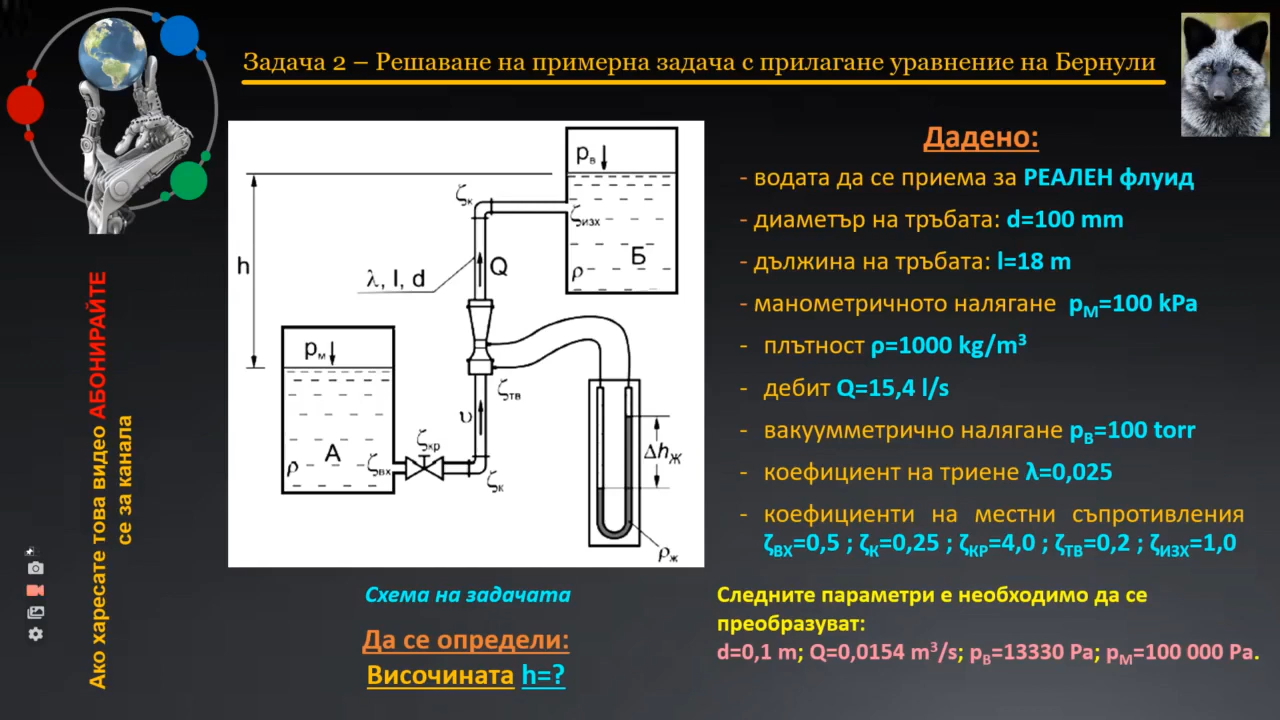 Задача 2 – Решаване на примерна задача с прилагане уравнение на Бернули
Ако харесате това видео АБОНИРАЙТЕ
се за канала
pв
ζк
ζизх
h
Q
Б
λ, l, d
ρ
pм
ζтв
υ
ζкр
А
Δhж
ρ
ζвх
ζк
ρж
Схема на задачата
Да се определи:
Височината h=?
Дадено:
- водата да се приема за РЕАЛЕН флуид
- диаметър на тръбата: d=100 mm
- дължина на тръбата: l=18 m
- манометричното налягане pМ=100 kPa
- плътност ρ=1000 kg/m³
- дебит Q=15,4 l/s
- вакуумметрично налягане pВ=100 torr
- коефициент на триене λ=0,025
- коефициенти на местни съпротивления
ζВХ=0,5 ; ζК=0,25 ; ζКР=4,0 ; ζТВ=0,2 ; ζИЗХ=1,0
Следните параметри е необходимо да се
преобразуват:
d=0,1 m; Q=0,0154 m³/s; pВ=13330 Pa; pМ=100 000 Pa.